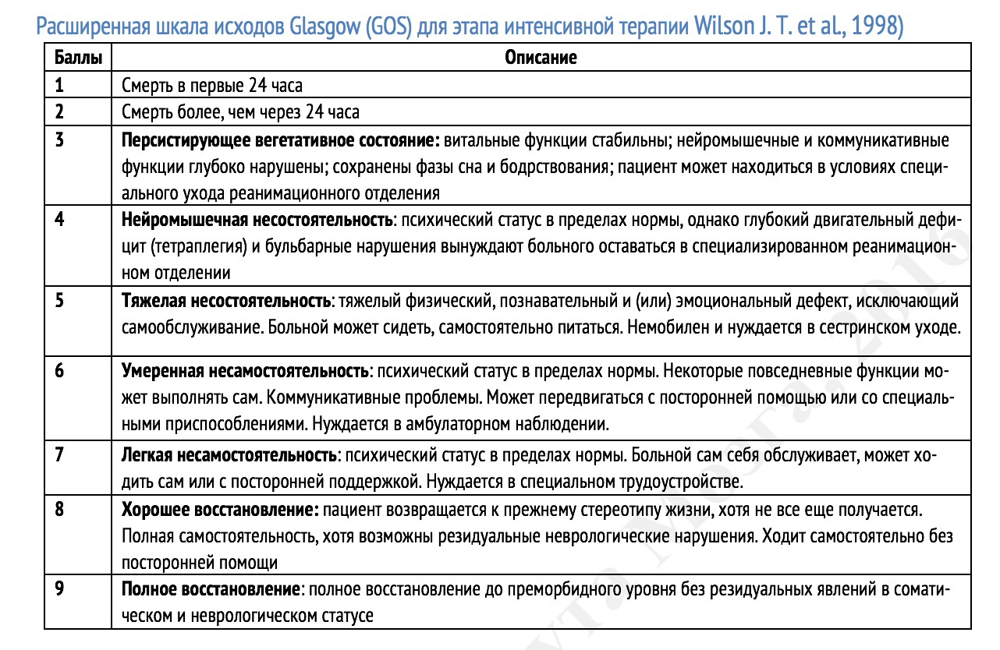 Расширенная шкала исходов Glasgow (GOS) для этапа интенсивной терапии Wilson J. T. et al., 1998)
Баллы Описание
1 Смерть в первые 24 часа
2 Смерть более, чем через 24 часа
3 Персистирующее вегетативное состояние: витальные функции стабильны; нейромышечные и коммуникативные
функции глубоко нарушены; сохранены фазы сна и бодрствования; пациент может находиться в условиях специ-
ального ухода реанимационного отделения
4 Нейромышечная несостоятельность: психический статус в пределах нормы, однако глубокий двигательный дефи-
цит (тетраплегия) и бульбарные нарушения вынуждают больного оставаться в специализированном реанимацион-
ном отделении
5 Тяжелая несостоятельность: тяжелый физический, познавательный и (или) эмоциональный дефект, исключающий
самообслуживание. Больной может сидеть, самостоятельно питаться. Немобилен и нуждается в сестринском уходе.
6 Умеренная несамостоятельность: психический статус в пределах нормы. Некоторые повседневные функции мо-
жет выполнять сам. Коммуникативные проблемы. Может передвигаться с посторонней помощью или со специаль-
ными приспособлениями. Нуждается в амбулаторном наблюдении.
7 Легкая несамостоятельность: психический статус в пределах нормы. Больной сам себя обслуживает, может хо-
дить сам или с посторонней поддержкой. Нуждается в специальном трудоустройстве.
8 Хорошее восстановление: пациент возвращается к прежнему стереотипу жизни, хотя не все еще получается.
Полная самостоятельность, хотя возможны резидуальные неврологические нарушения. Ходит самостоятельно без
посторонней помощи
9 Полное восстановление: полное восстановление до преморбидного уровня без резидуальных явлений в сомати-
ческом и неврологическом статусе
Мозга, 2016